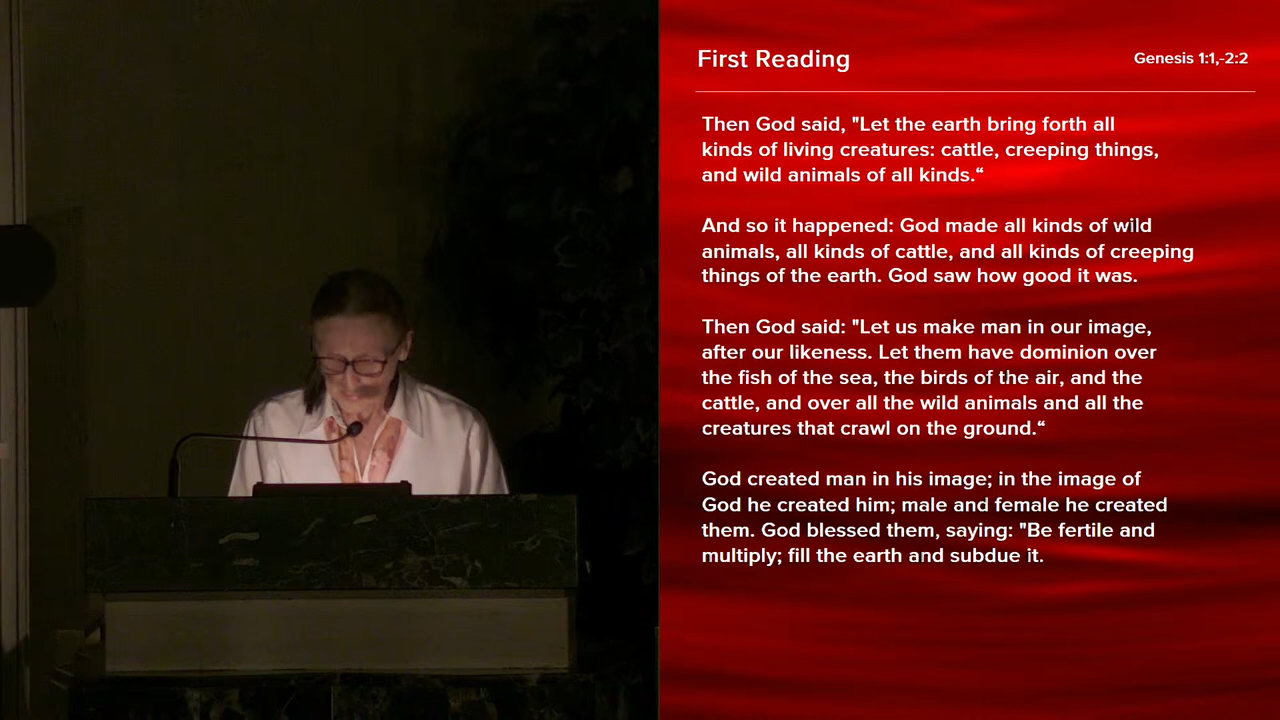 First Reading
Genesis 1:1,-2:2
Then God said, "Let the earth bring forth all
kinds of living creatures: cattle, creeping things,
and wild animals of all kinds.“
And so it happened: God made all kinds of wild
animals, all kinds of cattle, and all kinds of creeping
things of the earth. God saw how good it was.
Then God said: "Let us make man in our image,
after our likeness. Let them have dominion over
the fish of the sea, the birds of the air, and the
cattle, and over all the wild animals and all the
creatures that crawl on the ground.“
God created man in his image; in the image of
God he created him; male and female he created
them. God blessed them, saying: "Be fertile and
multiply; fill the earth and subdue it.